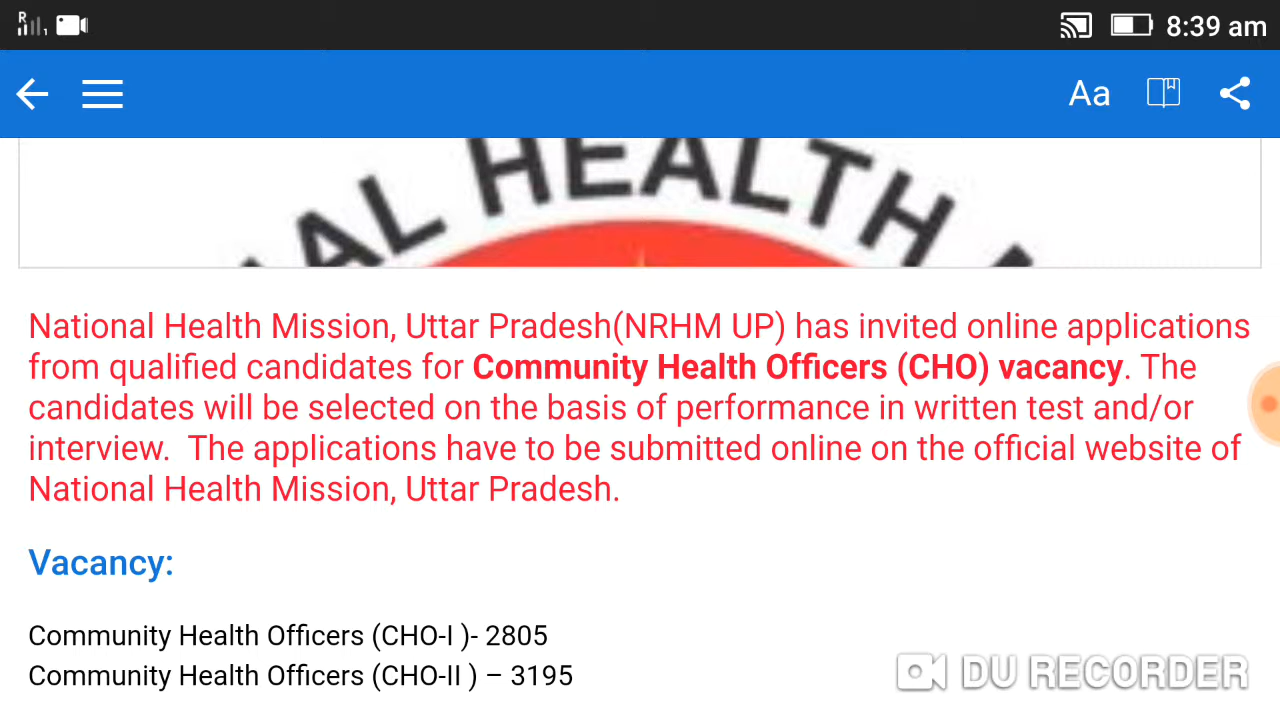 R
1
8:39 am
Aa
AL HEALTH
National Health Mission, Uttar Pradesh(NRHM UP) has invited online applications
from qualified candidates for Community Health Officers (CHO) vacancy. The
candidates will be selected on the basis of performance in written test and/or
interview.  The applications have to be submitted online on the official website of
National Health Mission, Uttar Pradesh.
Vacancy:
Community Health Officers (CHO-I )- 2805
Community Health Officers (CHO-II ) – 3195
DU RECORDER